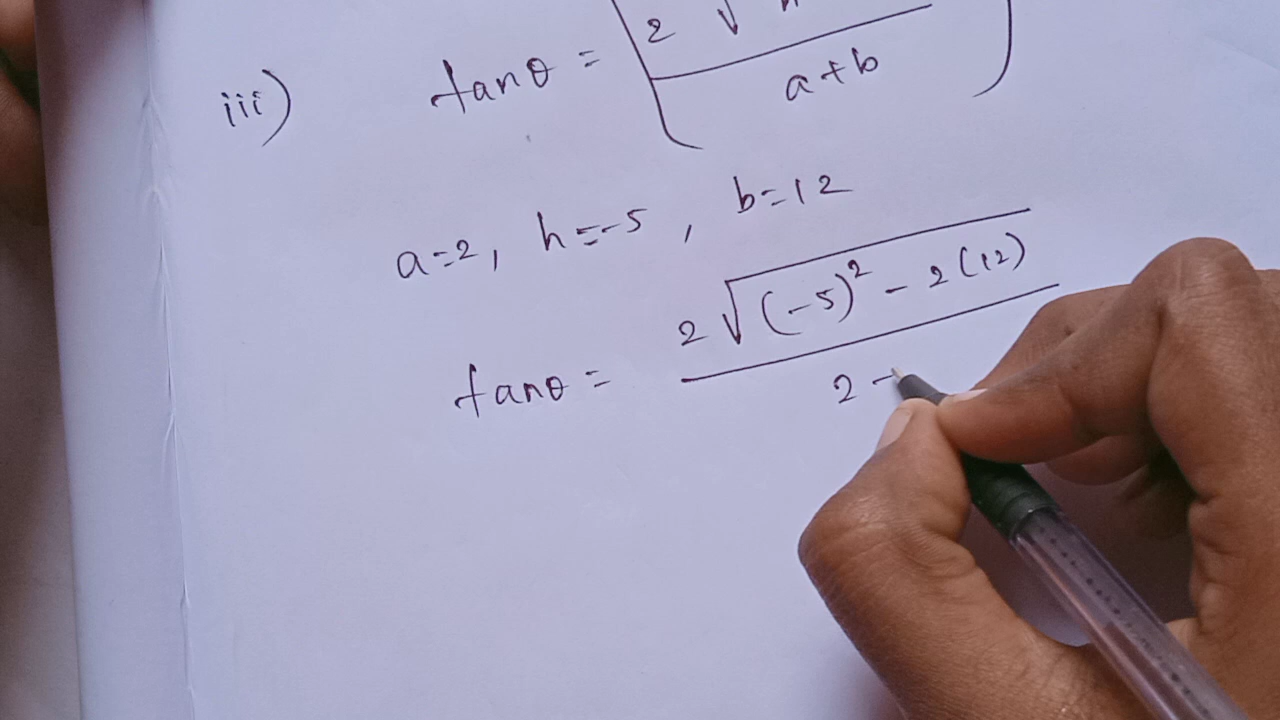 iii) tanθ = 2 √
a+b
a=2, h=-5, b=12
tanθ = 2 √(-5)² - 2(12)
2 -